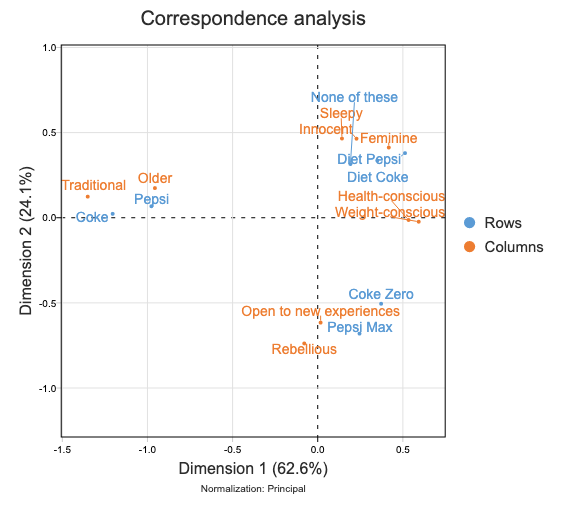 Correspondence analysis
1.0
None of these
Sleepy
0.5
Innocent
Feminine
Diet Pepsi
Older
Diet Coke
Traditional
Pepsi
Health-conscious
Weight-conscious
0.0
Coke
Rows
Columns
Dimension 2 (24.1%)
Coke Zero
-0.5
Open to new experiences
Pepsi Max
Rebellious
-1.0
-1.5 -1.0 -0.5 0.0 0.5
Dimension 1 (62.6%)
Normalization: Principal